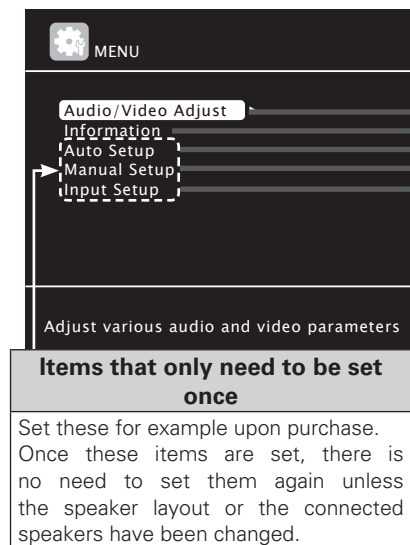 MENU
Audio/Video Adjust
Information
Auto Setup
Manual Setup
Input Setup
Adjust various audio and video parameters
Items that only need to be set
once
Set these for example upon purchase.
Once these items are set, there is
no need to set them again unless
the speaker layout or the connected
speakers have been changed.